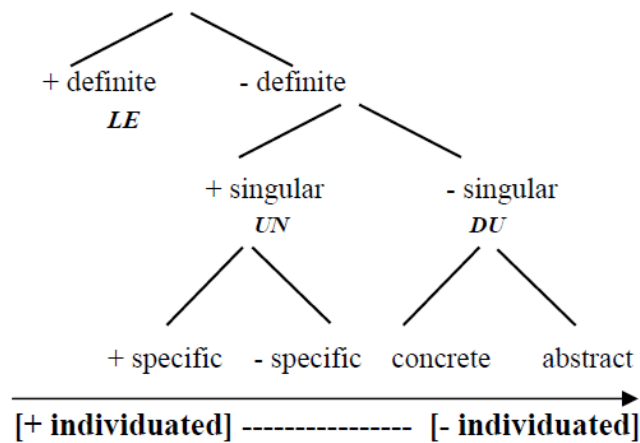 + definite - definite
LE
+ singular - singular
UN DU
+ specific - specific concrete abstract
[+ individuated] --------------- [- individuated]